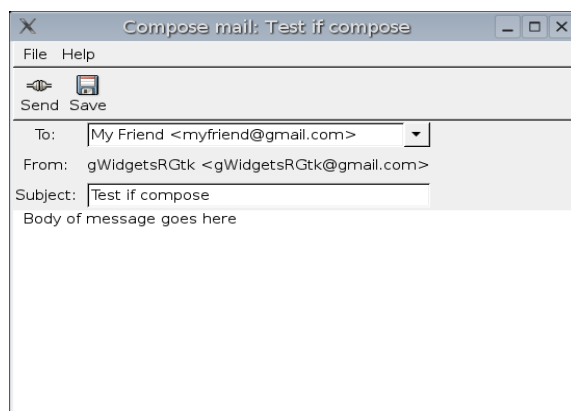 Compose mail: Test if compose
File Help
Send Save
To: My Friend <myfriend@gmail.com>
From: gWidgetsRGtk <gWidgetsRGtk@gmail.com>
Subject: Test if compose
Body of message goes here